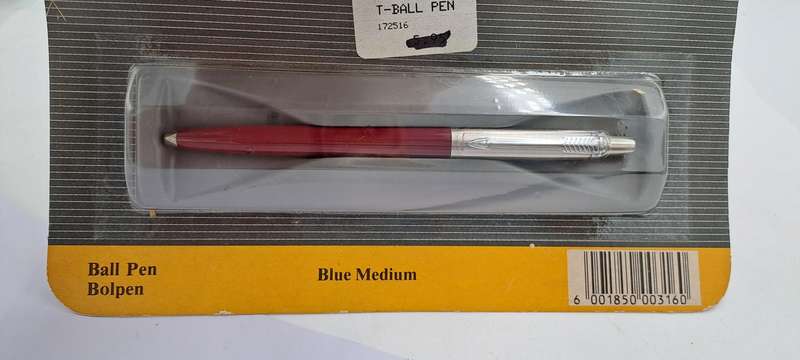 T-BALL PEN
172516
Ball Pen
Bolpen
Blue Medium
6 001850 003160